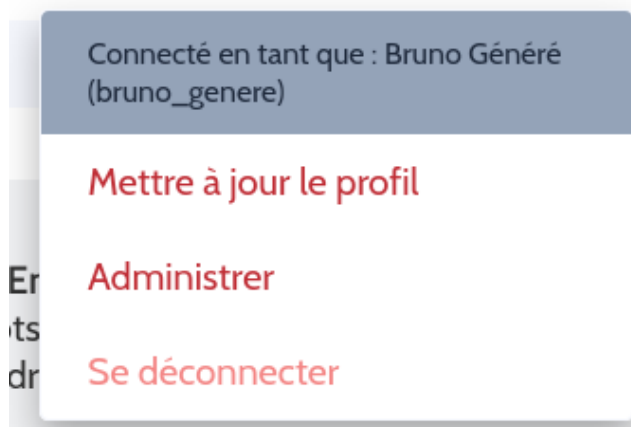 Connecté en tant que : Bruno Généré
(bruno_genere)
Mettre à jour le profil
Administrer
Se déconnecter